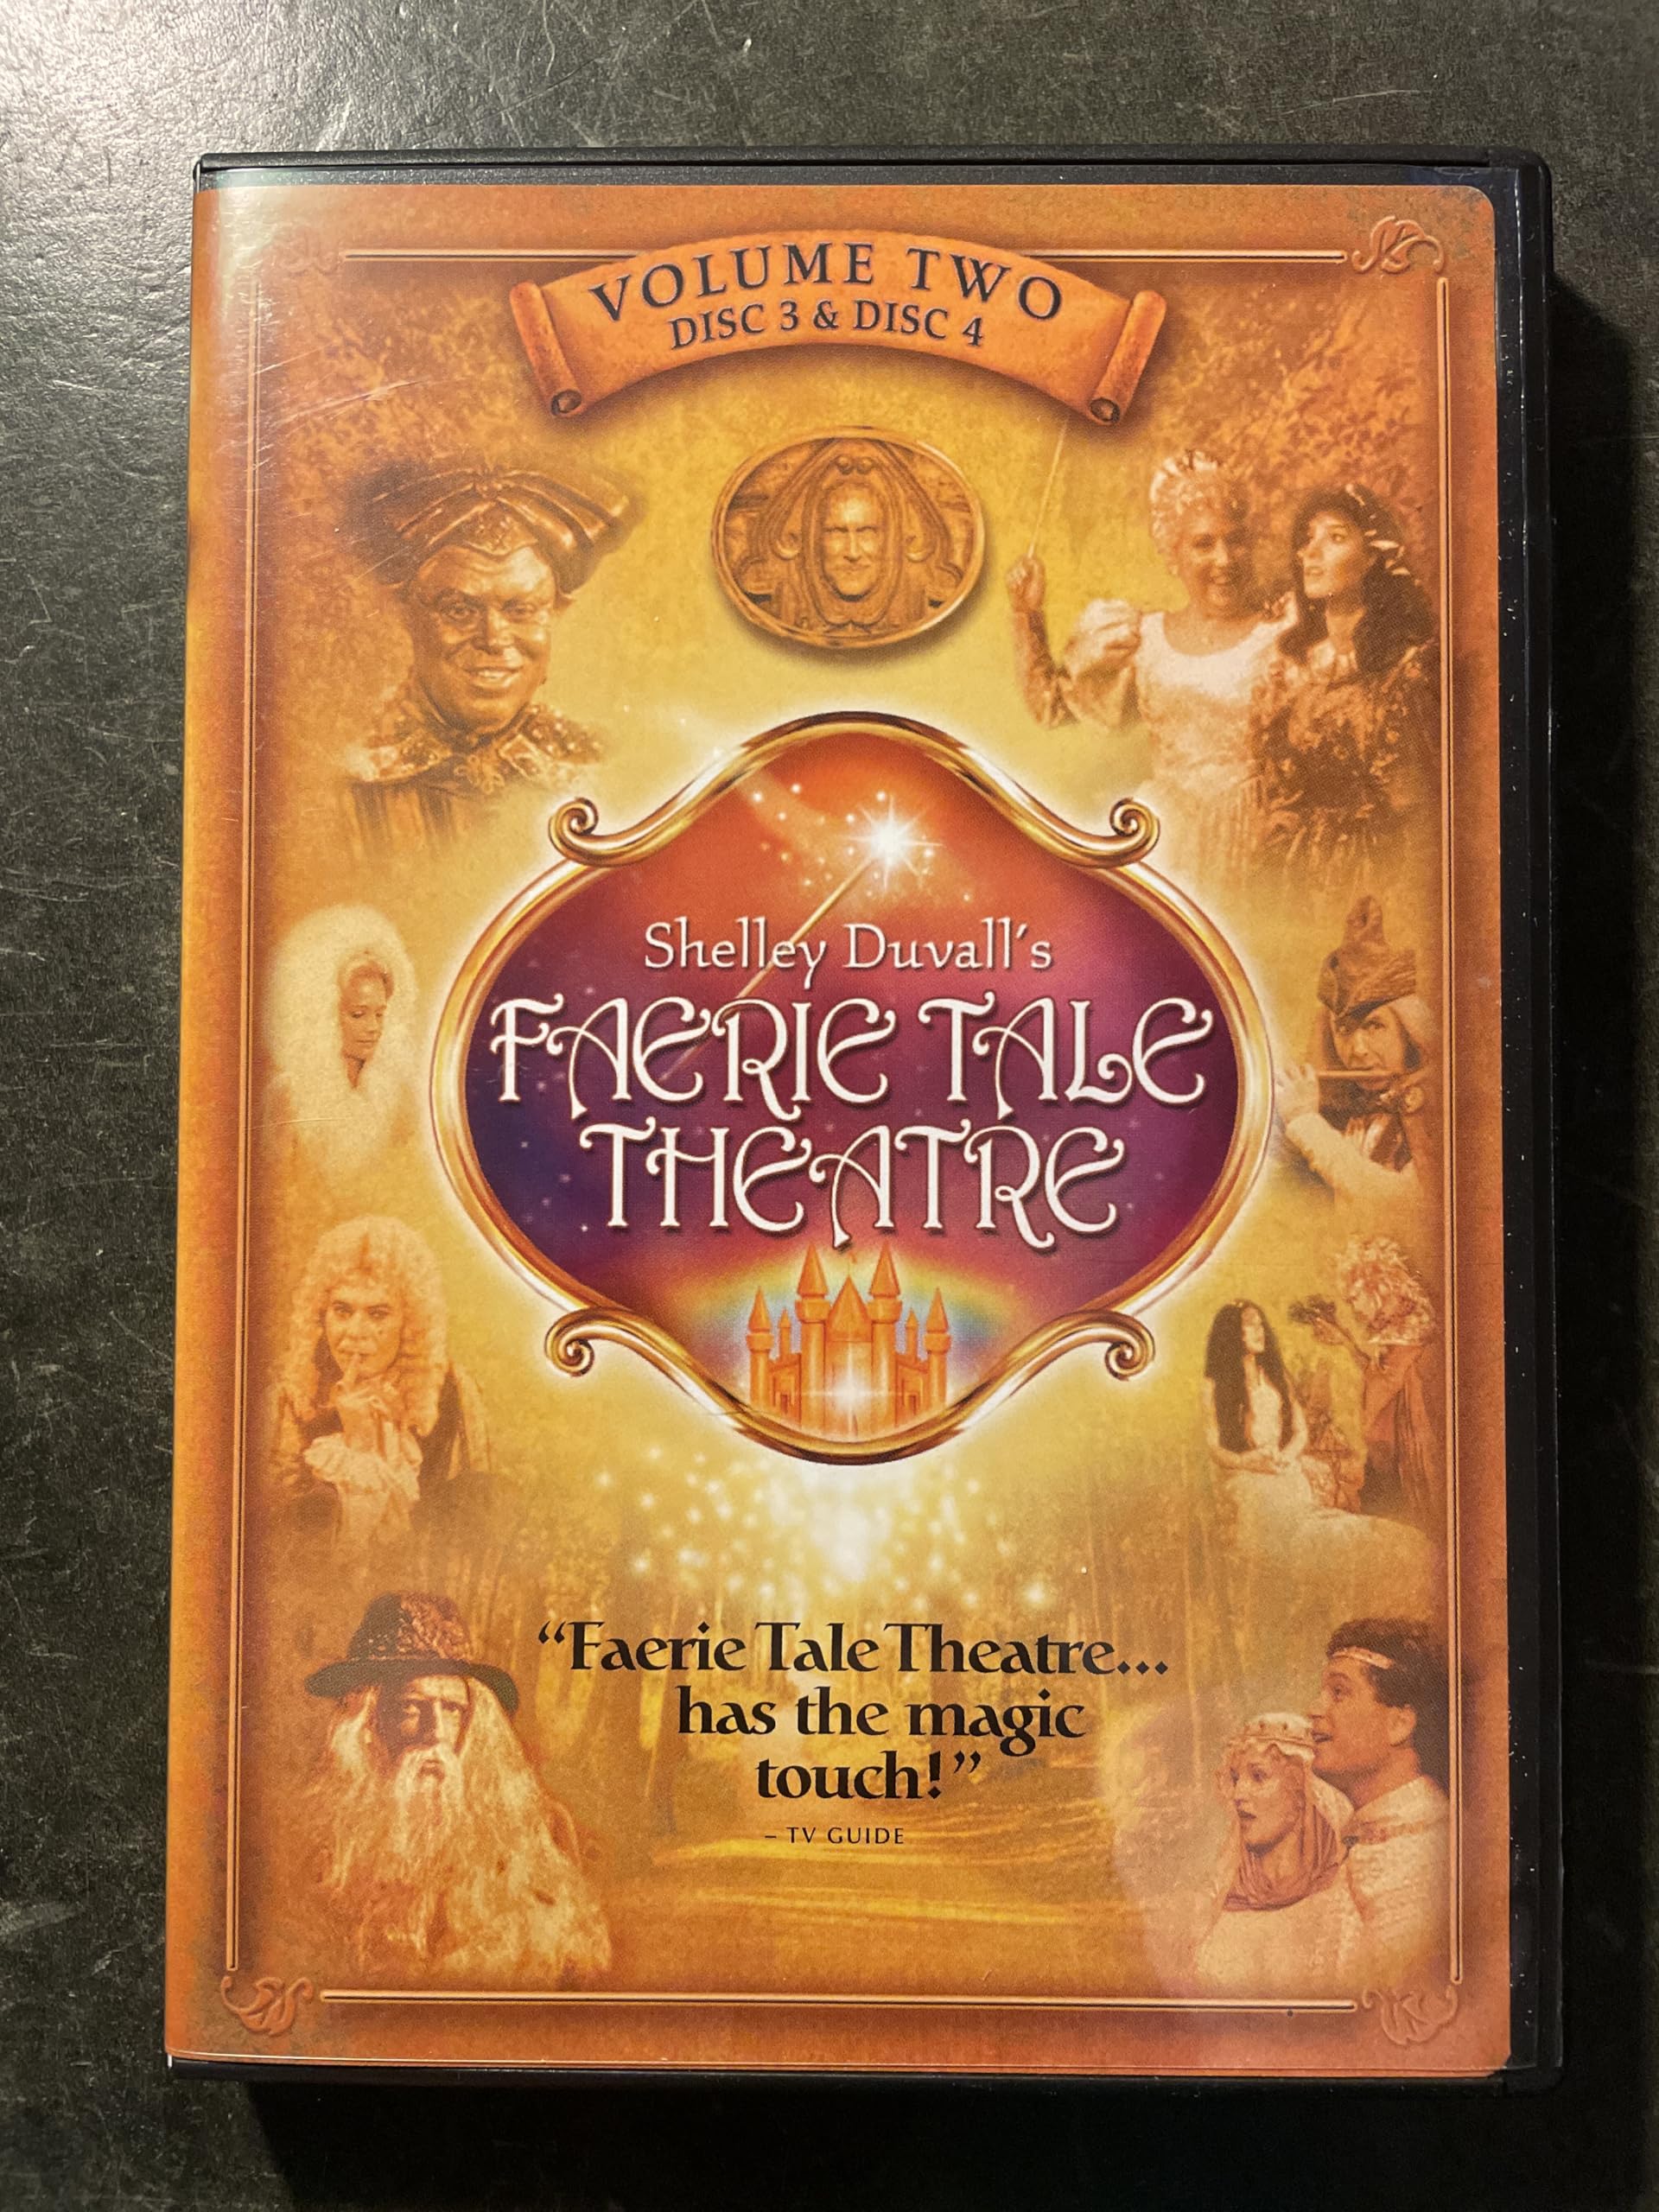 VOLUME TWO
DISC 3 & DISC 4
Shelley Duvall's
FAERIE TALE
THEATRE
“Faerie Tale Theatre...
has the magic
touch!”
– TV GUIDE